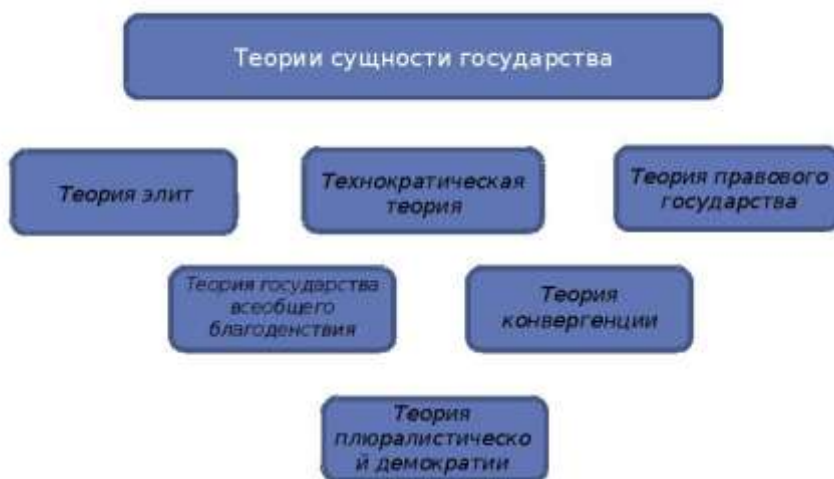 Теории сущности государства
Теория элит
Технократическая
теория
Теория правового
государства
Теория государства
всеобщего
благоденствия
Теория
конвергенции
Теория
плюралистическо
й демократии